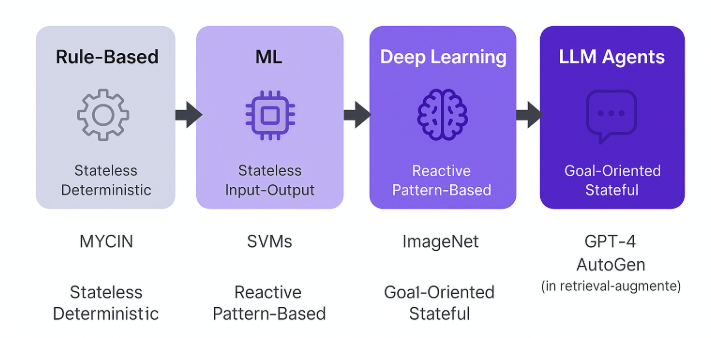 Rule-Based
Stateless
Deterministic
ML
Stateless
Input-Output
Deep Learning
Reactive
Pattern-Based
LLM Agents
Goal-Oriented
Stateful
MYCIN
SVMs
ImageNet
GPT-4
AutoGen
(in retrieval-augmente)
Stateless
Deterministic
Reactive
Pattern-Based
Goal-Oriented
Stateful